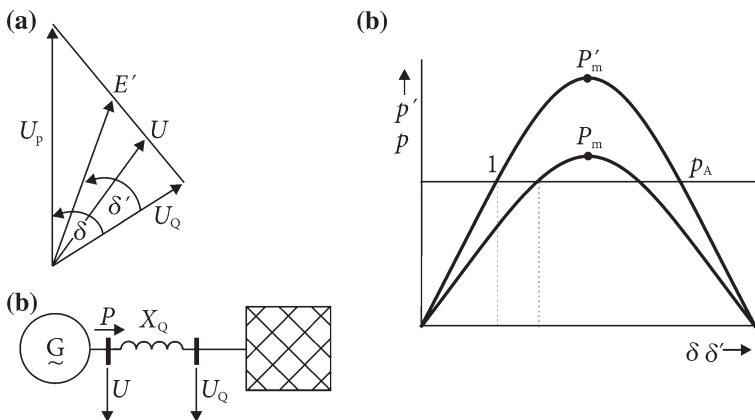 (a)
E′
U
U_p
δ′
δ
U_Q
(b)
P
X_Q
G
~
U
U_Q
(b)
P′_m
p′
p
P_m
1
p_A
δ δ′